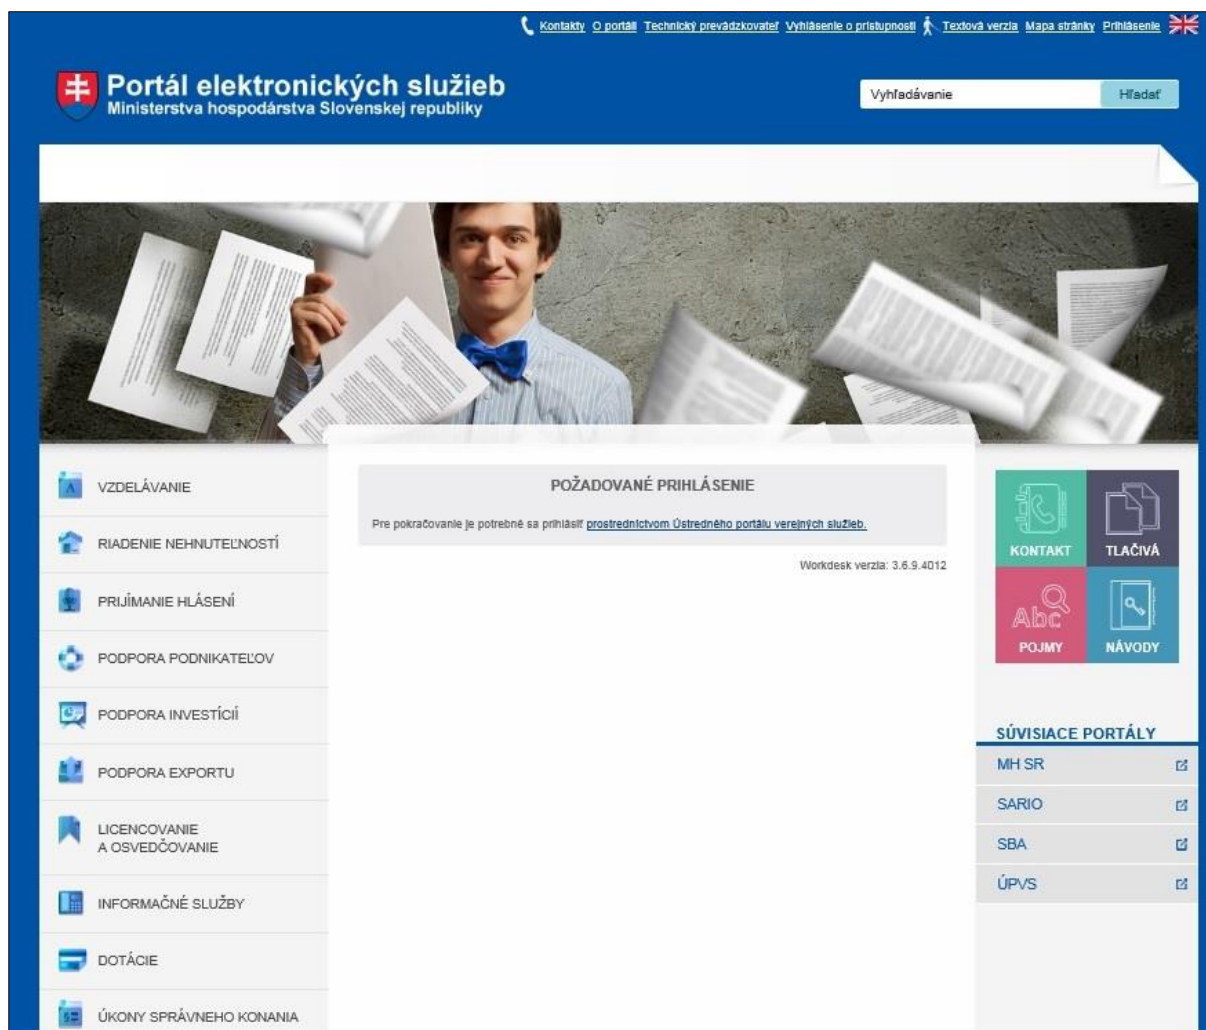 Kontakty O portáli Technický prevádzkovateľ Vyhlásenie o prístupnosti Textová verzia Mapa stránky Prihlásenie
Portál elektronických služieb
Ministerstva hospodárstva Slovenskej republiky
Vyhľadávanie Hľadať
VZDELÁVANIE
RIADENIE NEHNUTEĽNOSTÍ
PRIJÍMANIE HLÁSENÍ
PODPORA PODNIKATEĽOV
PODPORA INVESTÍCIÍ
PODPORA EXPORTU
LICENCOVANIE
A OSVEDČOVANIE
INFORMAČNÉ SLUŽBY
DOTÁCIE
ÚKONY SPRÁVNEHO KONANIA
POŽADOVANÉ PRIHLÁSENIE
Pre pokračovanie je potrebné sa prihlásiť prostredníctvom Ústredného portálu verejných služieb.
Workdesk verzia: 3.6.9.4012
KONTAKT TLAČIVÁ
Abc
POJMY NÁVODY
SÚVISIACE PORTÁLY
MH SR
SARIO
SBA
ÚPVS